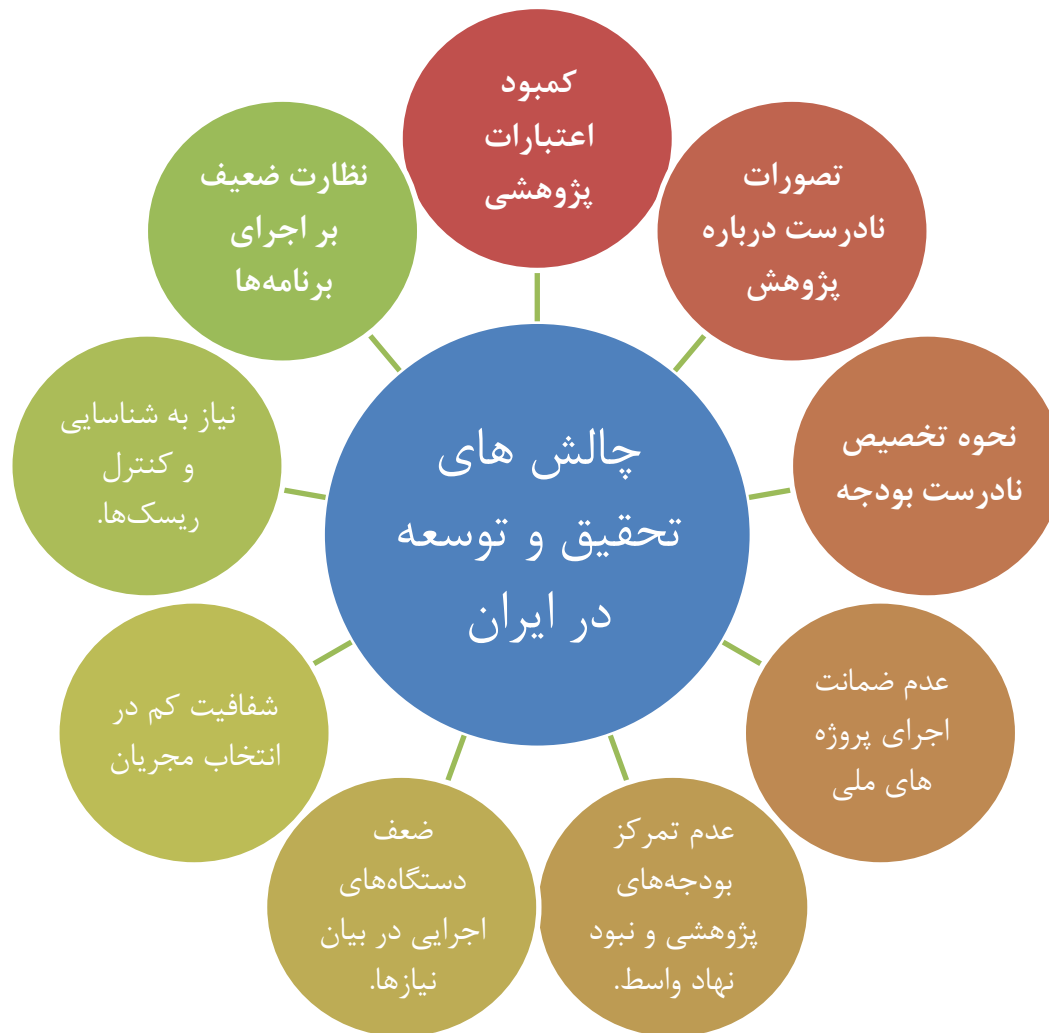 چالش های
تحقیق و توسعه
در ایران
کمبود
اعتبارات
پژوهشی
تصورات
نادرست درباره
پژوهش
نحوه تخصیص
نادرست بودجه
عدم ضمانت
اجرای پروژه
های ملی
عدم تمرکز
بودجه‌های
پژوهشی و نبود
نهاد واسط.
ضعف
دستگاه‌های
اجرایی در بیان
نیازها.
شفافیت کم در
انتخاب مجریان
نیاز به شناسایی
و کنترل
ریسک‌ها.
نظارت ضعیف
بر اجرای
برنامه‌ها